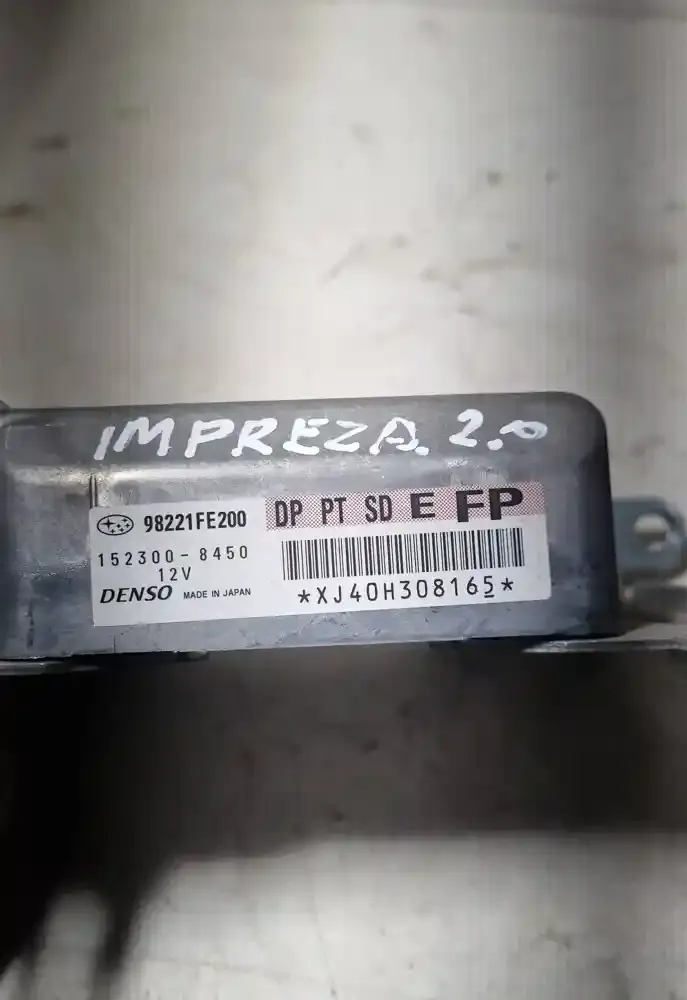 IMPREZA. 2.0
98221FE200 DP PT SD E FP
152300-8450
12V
DENSO MADE IN JAPAN
*XJ40H308165*